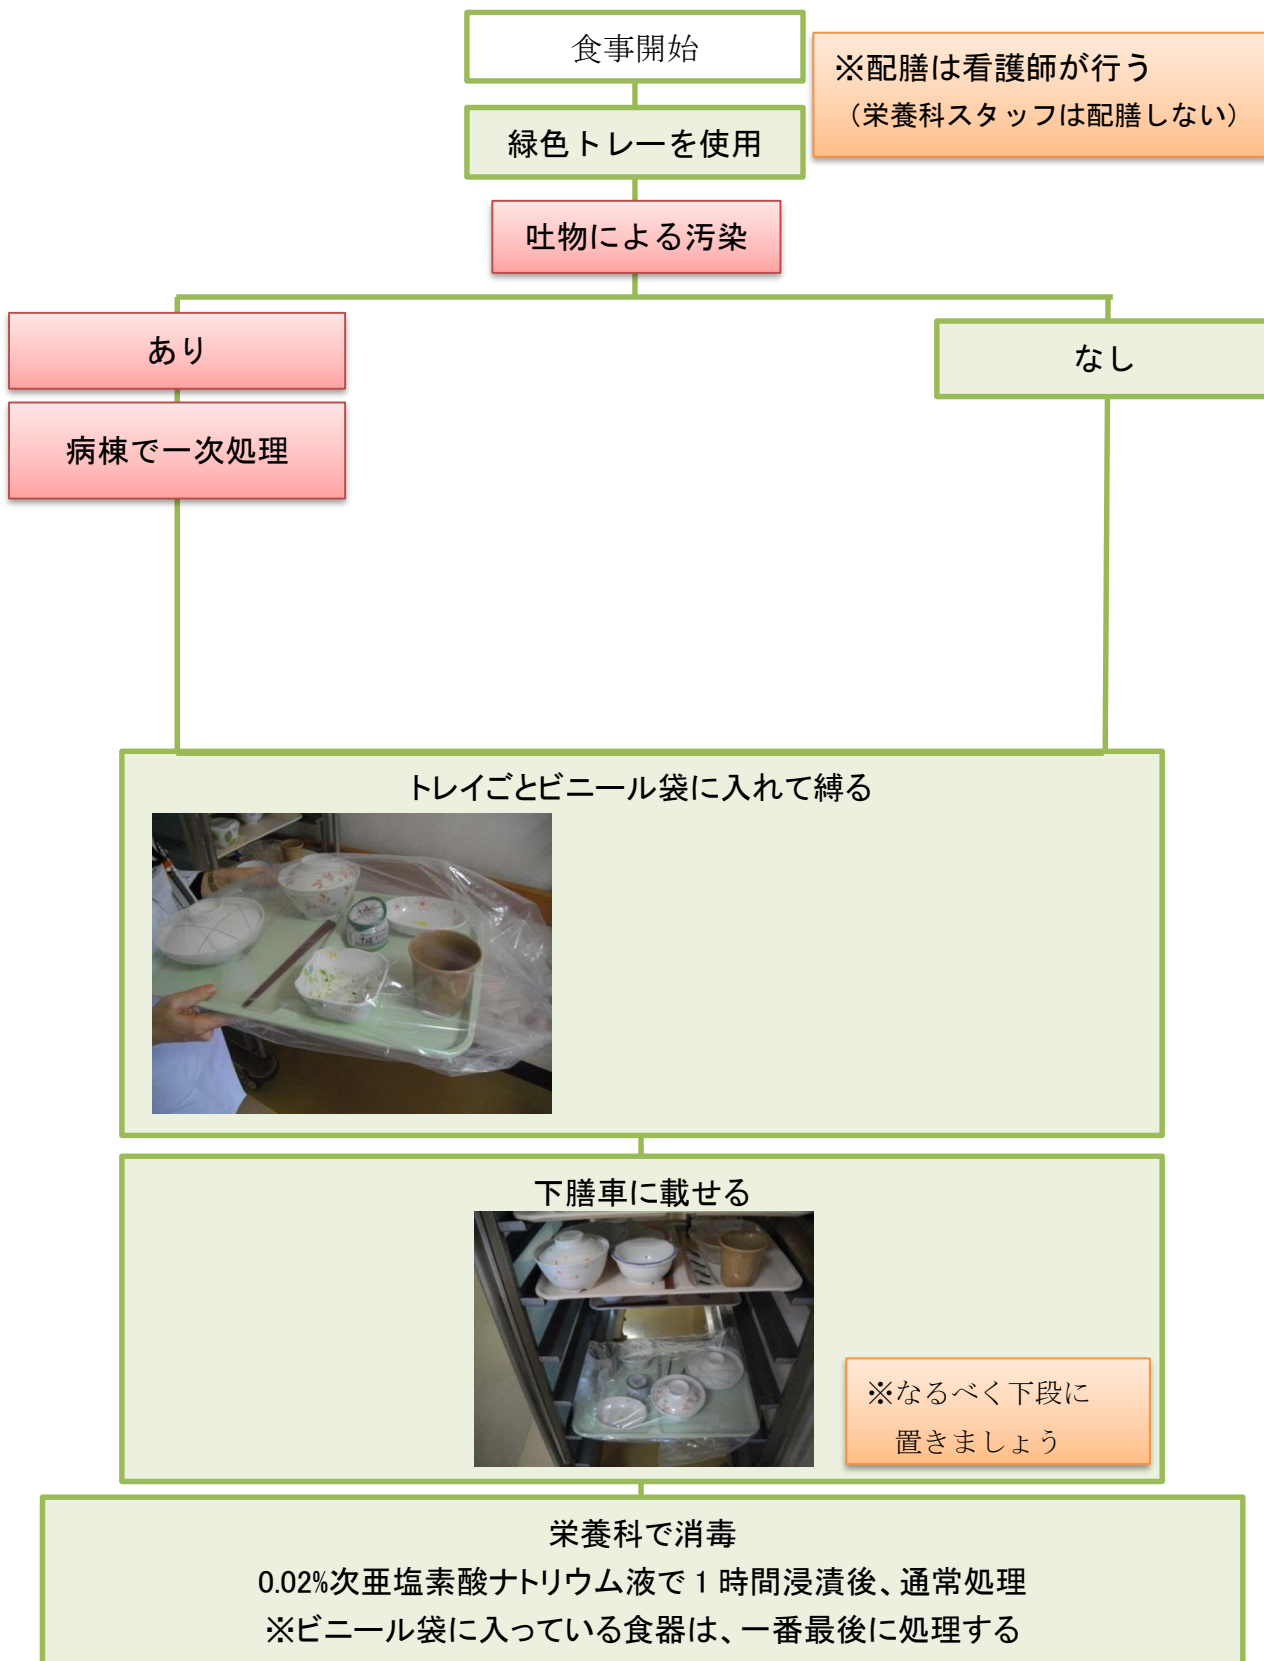 食事開始
※配膳は看護師が行う
（栄養科スタッフは配膳しない）
緑色トレーを使用
吐物による汚染
あり
なし
病棟で一次処理
トレイごとビニール袋に入れて縛る
下膳車に載せる
※なるべく下段に
置きましょう
栄養科で消毒
0.02%次亜塩素酸ナトリウム液で1時間浸漬後、通常処理
※ビニール袋に入っている食器は、一番最後に処理する